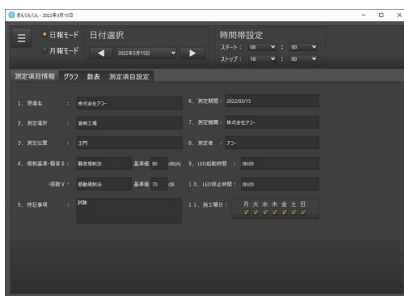 きんりんくん - 2022年3月15日
日報モード
月報モード
日付選択
2022年3月15日
時間帯設定
スタート: 08 : 00
ストップ: 18 : 00
測定項目情報 グラフ 数表 測定項目設定
1、現場名 : 株式会社アコー
2、測定場所 : 宮崎工場
3、測定位置 : 正門
4、規制基準-騒音S: 騒音規制法 基準値 80 dB(A)
-振動V: 振動規制法 基準値 70 dB
5、特記事項 : 試験
6、測定期間: 2022/03/15
7、測定機関: 株式会社アコー
8、測定者 : アコー
9、LED起動時間 : 00:00
10、LED停止時間: 00:00
11、施工曜日: 月 火 水 木 金 土 日